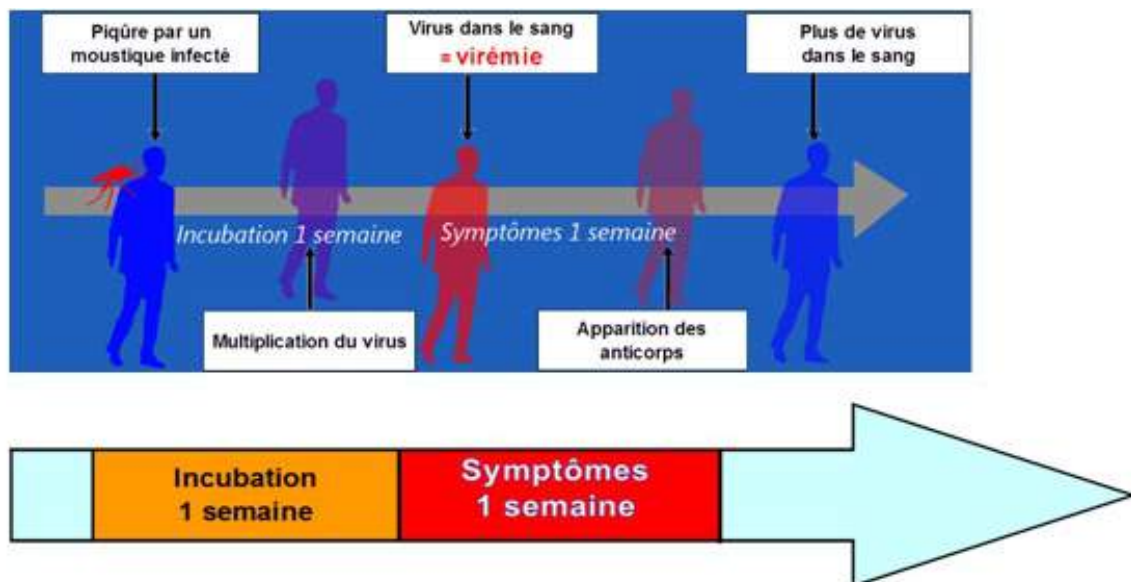 Piqûre par un
moustique infecté
Virus dans le sang
= virémie
Plus de virus
dans le sang
Incubation 1 semaine
Symptômes 1 semaine
Multiplication du virus
Apparition des
anticorps
Incubation
1 semaine
Symptômes
1 semaine